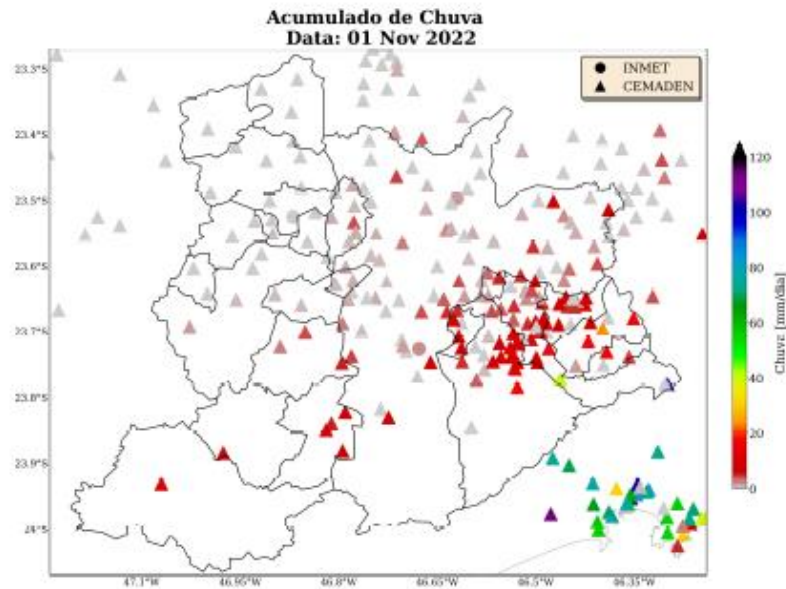 Acumulado de Chuva
Data: 01 Nov 2022
INMET
CEMADEN
23.3°S
23.4°S
23.5°S
23.6°S
23.7°S
23.8°S
23.9°S
24°S
47.1°W
46.95°W
46.8°W
46.65°W
46.5°W
46.35°W
120
100
80
60
40
20
0
Chuva [mm/dia]